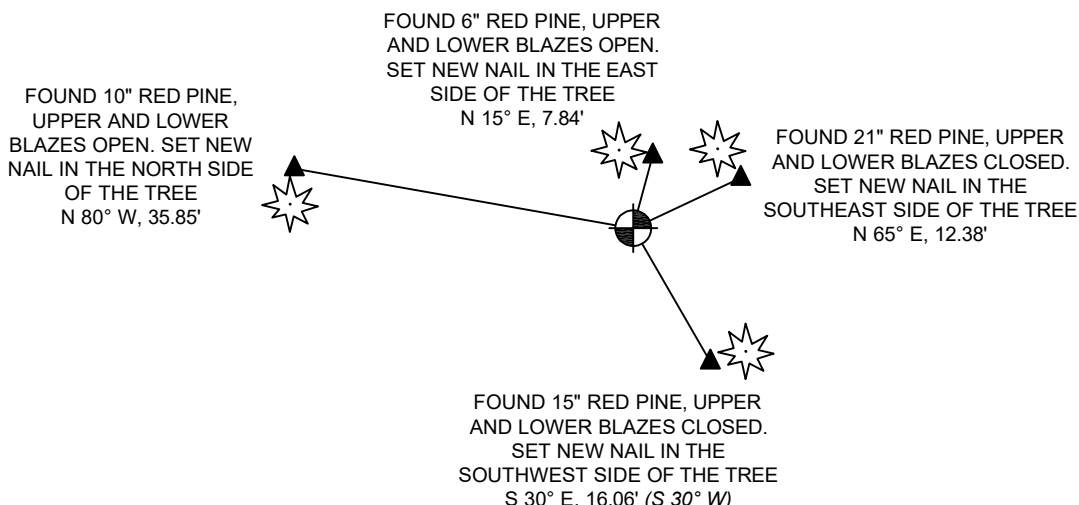 FOUND 6" RED PINE, UPPER
AND LOWER BLAZES OPEN.
SET NEW NAIL IN THE EAST
SIDE OF THE TREE
N 15° E, 7.84'
FOUND 10" RED PINE,
UPPER AND LOWER
BLAZES OPEN. SET NEW
NAIL IN THE NORTH SIDE
OF THE TREE
N 80° W, 35.85'
FOUND 21" RED PINE, UPPER
AND LOWER BLAZES CLOSED.
SET NEW NAIL IN THE
SOUTHEAST SIDE OF THE TREE
N 65° E, 12.38'
FOUND 15" RED PINE, UPPER
AND LOWER BLAZES CLOSED.
SET NEW NAIL IN THE
SOUTHWEST SIDE OF THE TREE
S 30° E, 16.06' (S 30° W)